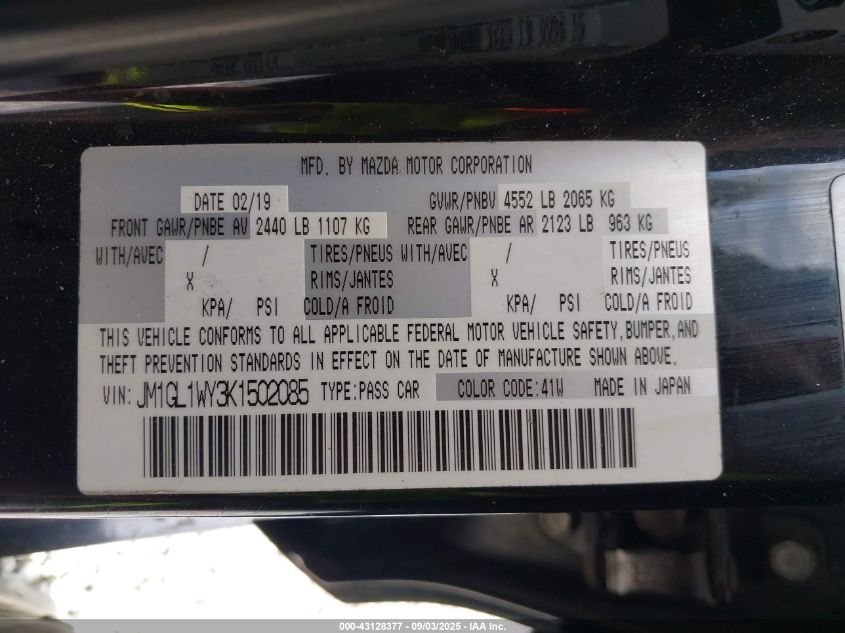 MFD. BY MAZDA MOTOR CORPORATION
DATE 02/19 GVWR/PNBV 4552 LB 2065 KG
FRONT GAWR/PNBE AV 2440 LB 1107 KG REAR GAWR/PNBE AR 2123 LB 963 KG
WITH/AVEC / TIRES/PNEUS WITH/AVEC / TIRES/PNEUS
X RIMS/JANTES X RIMS/JANTES
KPA/ PSI COLD/A FROID KPA/ PSI COLD/A FROID
THIS VEHICLE CONFORMS TO ALL APPLICABLE FEDERAL MOTOR VEHICLE SAFETY, BUMPER, AND
THEFT PREVENTION STANDARDS IN EFFECT ON THE DATE OF MANUFACTURE SHOWN ABOVE.
VIN: JM1GL1WY3K1502085 TYPE:PASS CAR COLOR CODE:41W MADE IN JAPAN
000-43128377 - 09/03/2025 - IAA Inc.